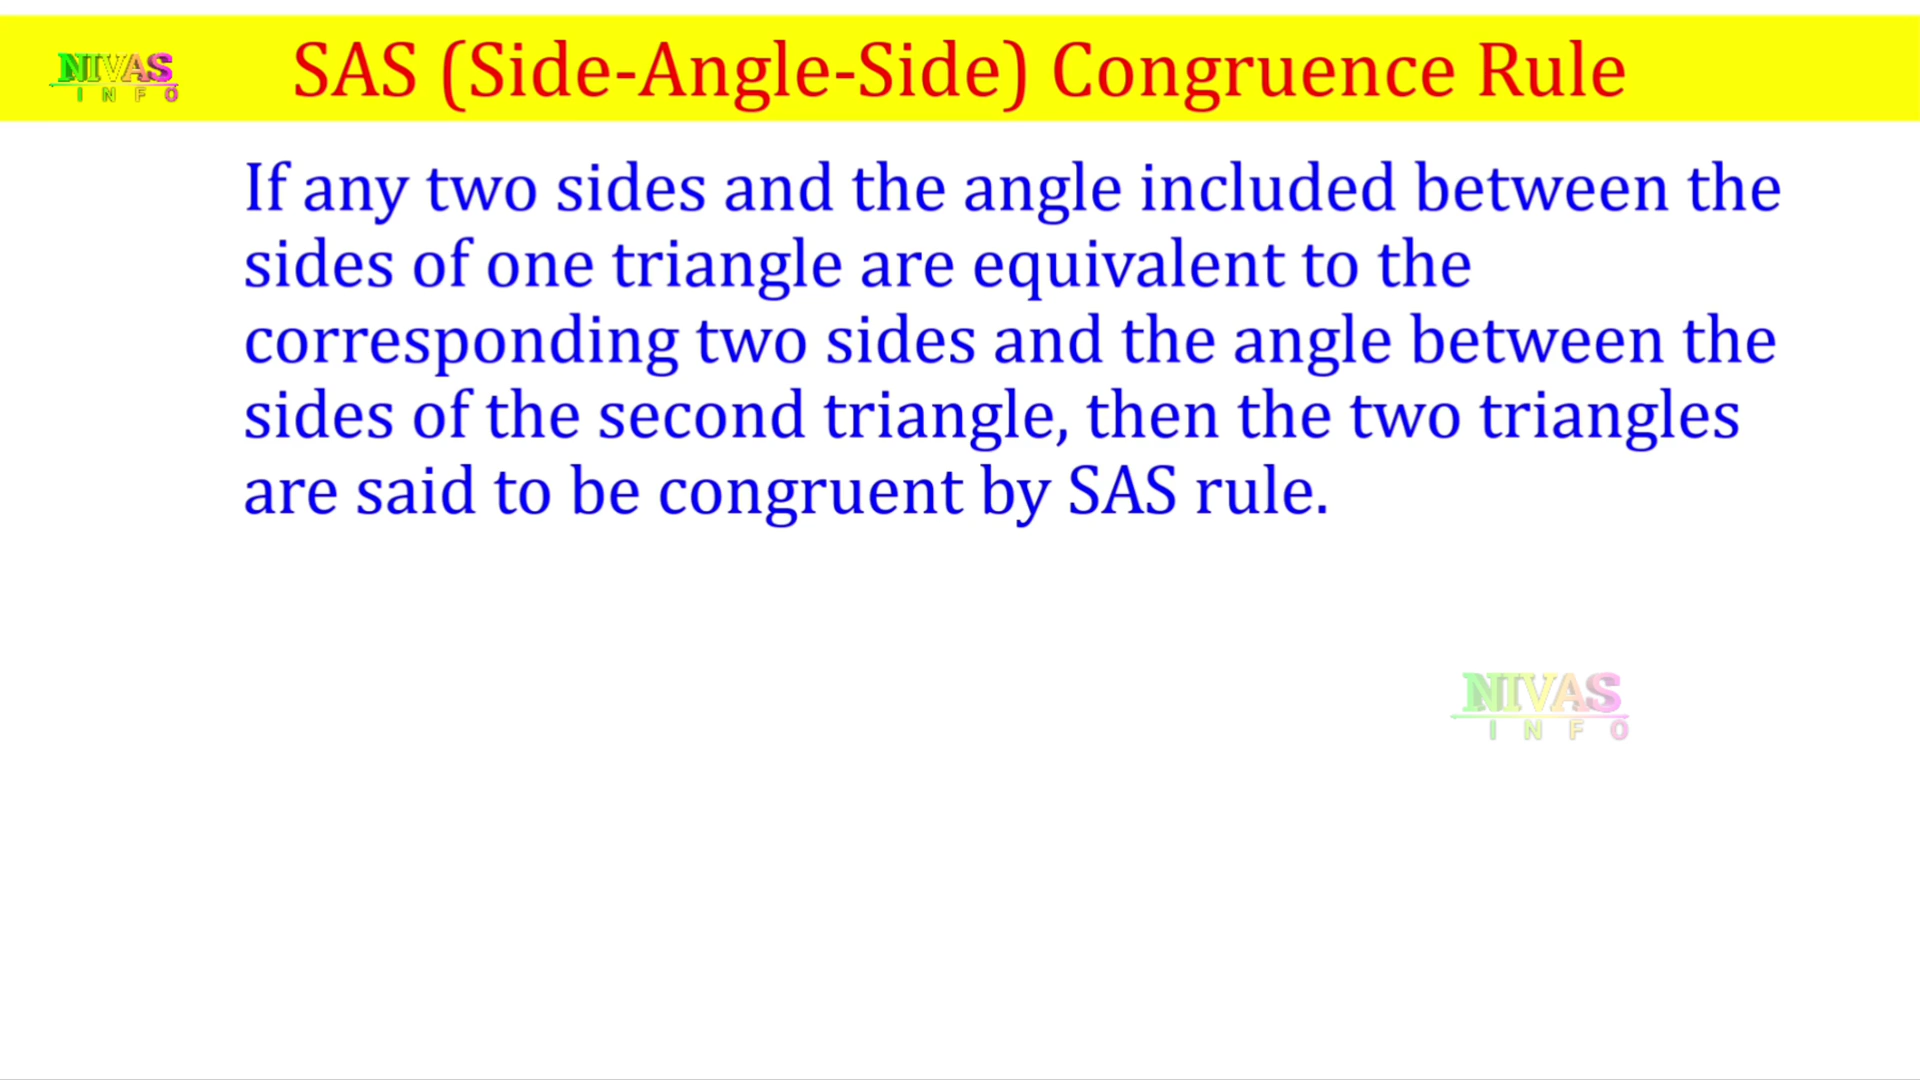 NIVAS
INFO
SAS (Side-Angle-Side) Congruence Rule
If any two sides and the angle included between the
sides of one triangle are equivalent to the
corresponding two sides and the angle between the
sides of the second triangle, then the two triangles
are said to be congruent by SAS rule.
NIVAS
INFO